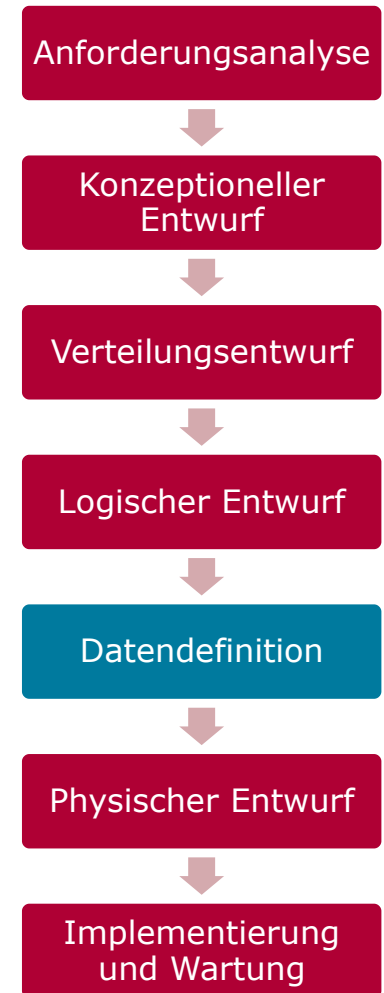 Anforderungsanalyse
Konzeptioneller
Entwurf
Verteilungsentwurf
Logischer Entwurf
Datendefinition
Physischer Entwurf
Implementierung
und Wartung